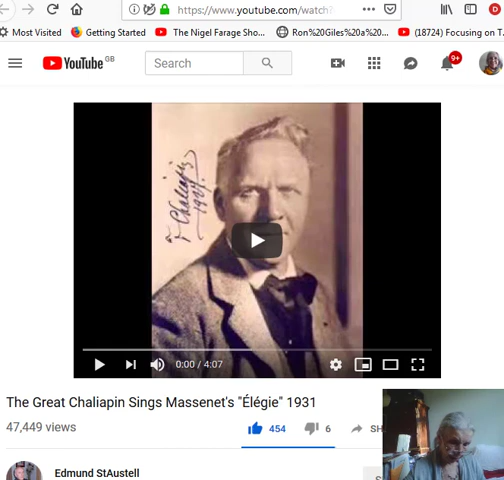 https://www.youtube.com/watch?
Most Visited Getting Started The Nigel Farage Sho... Ron%20Giles%20a%20... (18724) Focusing on T
YouTube GB
Search
9+
D
F Chaliapin
1927.
0:00 / 4:07
The Great Chaliapin Sings Massenet's "Élégie" 1931
47,449 views
454 6 SH
Edmund StAustell
S